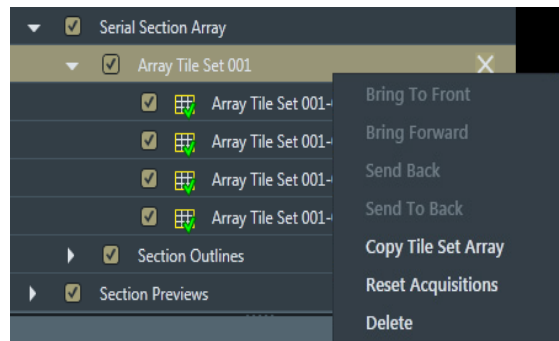 Serial Section Array
Array Tile Set 001
Array Tile Set 001-
Array Tile Set 001-
Array Tile Set 001-
Array Tile Set 001-
Section Outlines
Section Previews
Bring To Front
Bring Forward
Send Back
Send To Back
Copy Tile Set Array
Reset Acquisitions
Delete